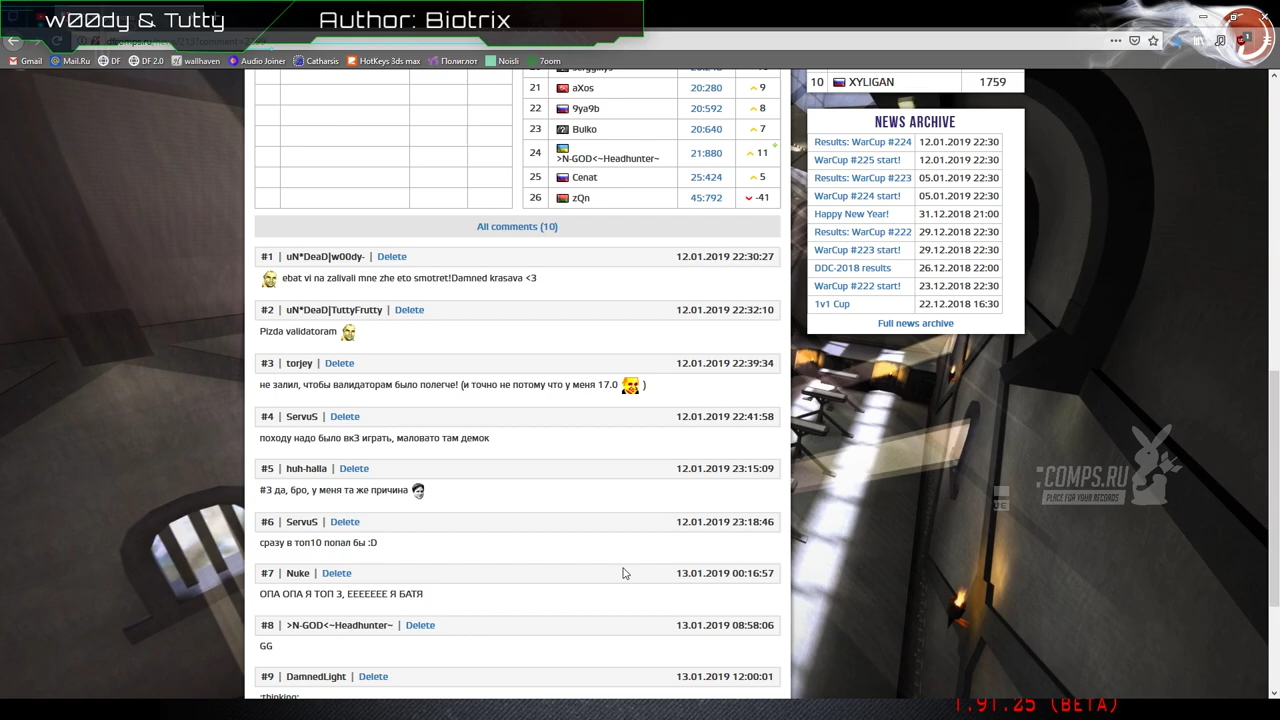 w00dy & Tutty
Author: Biotrix
Gmail Mail.Ru DF DF 2.0 wallhaven Audio Joiner Catharsis HotKeys 3ds max Полиглот Noisli 7oom
21 aXos 20:280 9
22 9ya9b 20:592 8
23 Bulko 20:640 7
24 >N-GOD<~Headhunter~ 21:880 11
25 Cenat 25:424 5
26 zQn 45:792 -41
All comments (10)
#1 | uN*DeaD|w00dy- | Delete 12.01.2019 22:30:27
ebat vi na zalivali mne zhe eto smotret!Damned krasava <3
#2 | uN*DeaD|TuttyFrutty | Delete 12.01.2019 22:32:10
Pizda validatoram
#3 | torjey | Delete 12.01.2019 22:39:34
не залил, чтобы валидаторам было полегче! (и точно не потому что у меня 17.0 )
#4 | ServuS | Delete 12.01.2019 22:41:58
походу надо было вк3 играть, маловато там демок
#5 | huh-halla | Delete 12.01.2019 23:15:09
#3 да, бро, у меня та же причина
#6 | ServuS | Delete 12.01.2019 23:18:46
сразу в топ10 попал бы :D
#7 | Nuke | Delete 13.01.2019 00:16:57
ОПА ОПА Я ТОП 3, ЕЕЕЕЕЕЕ Я БАТЯ
#8 | >N-GOD<~Headhunter~ | Delete 13.01.2019 08:58:06
GG
#9 | DamnedLight | Delete 13.01.2019 12:00:01
:thinking:
10 XYLIGAN 1759
NEWS ARCHIVE
Results: WarCup #224 12.01.2019 22:30
WarCup #225 start! 12.01.2019 22:30
Results: WarCup #223 05.01.2019 22:30
WarCup #224 start! 05.01.2019 22:30
Happy New Year! 31.12.2018 21:00
Results: WarCup #222 29.12.2018 22:30
WarCup #223 start! 29.12.2018 22:30
DDC-2018 results 26.12.2018 22:00
WarCup #222 start! 23.12.2018 22:30
1v1 Cup 22.12.2018 16:30
Full news archive
:COMPS.RU
PLACE FOR YOUR RECORDS
1.91.25 (BETA)